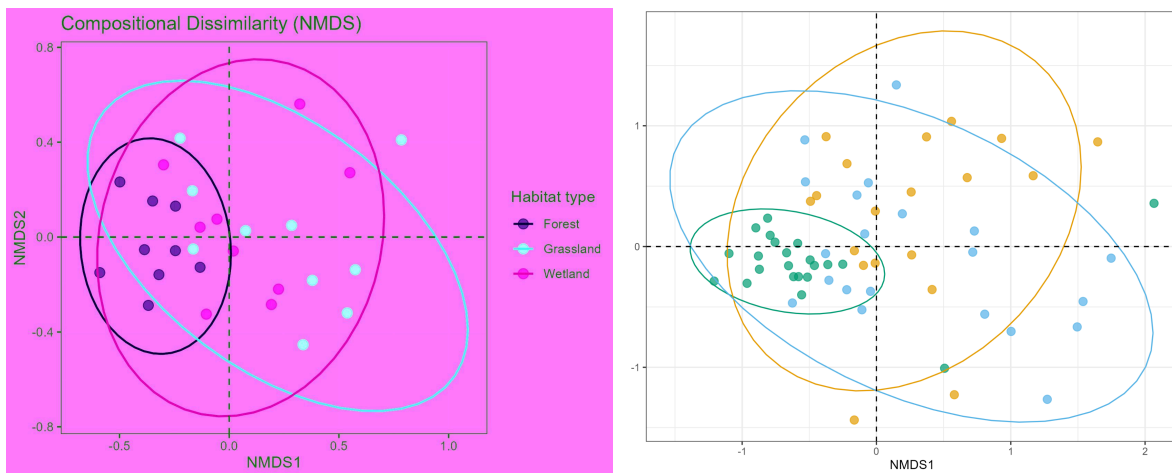 Compositional Dissimilarity (NMDS)
0.8
0.4
0.0
-0.4
-0.8
NMDS2
-0.5
0.0
0.5
1.0
NMDS1
Habitat type
Forest
Grassland
Wetland
1
0
-1
-1
0
1
2
NMDS1